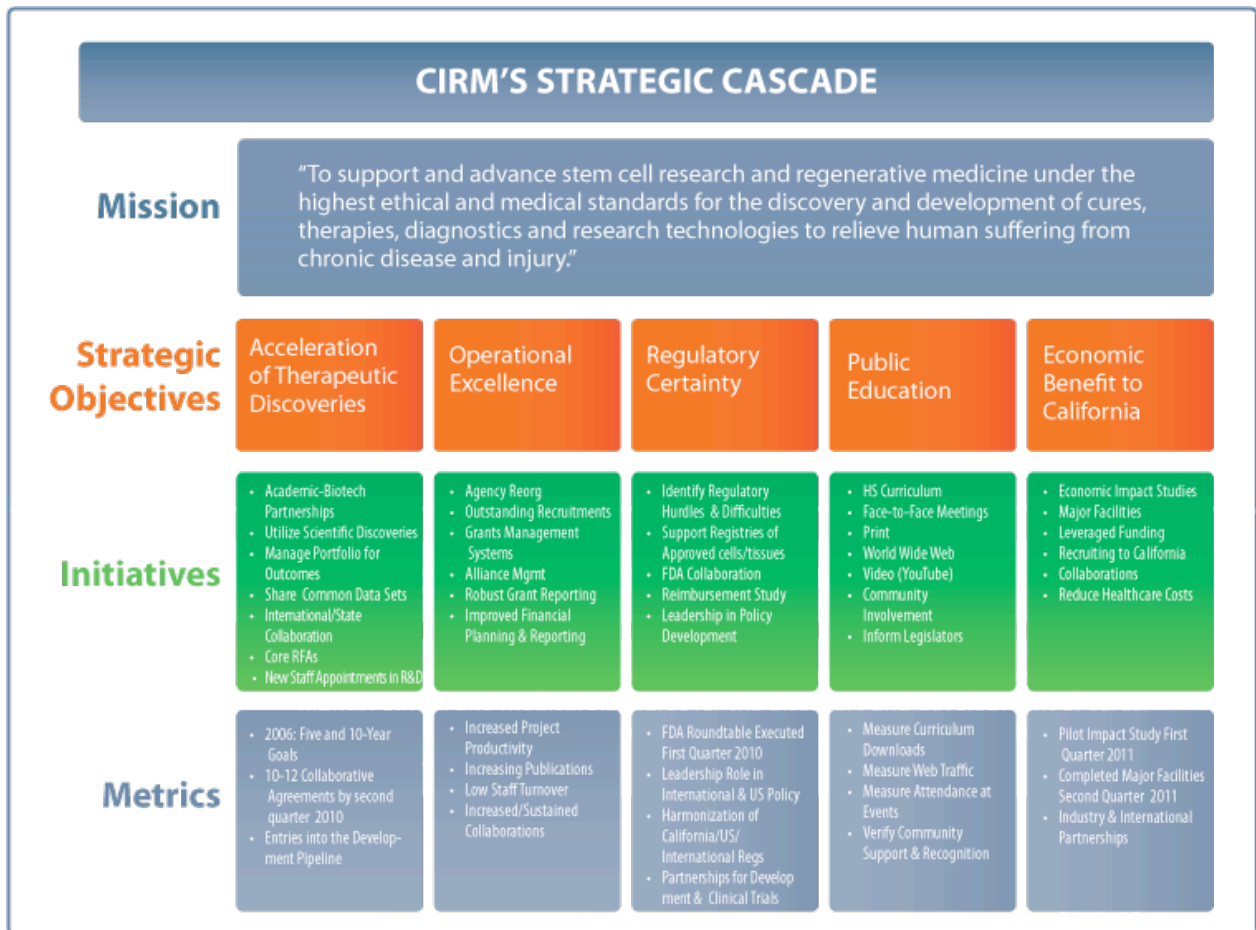 CIRM'S STRATEGIC CASCADE
Mission
"To support and advance stem cell research and regenerative medicine under the
highest ethical and medical standards for the discovery and development of cures,
therapies, diagnostics and research technologies to relieve human suffering from
chronic disease and injury."
Strategic
Objectives
Acceleration
of Therapeutic
Discoveries
Operational
Excellence
Regulatory
Certainty
Public
Education
Economic
Benefit to
California
Initiatives
• Academic-Biotech
Partnerships
• Utilize Scientific Discoveries
• Manage Portfolio for
Outcomes
• Share Common Data Sets
• International/State
Collaboration
• Core RFAs
• New Staff Appointments in R&D
• Agency Reorg
• Outstanding Recruitments
• Grants Management
Systems
• Alliance Mgmt
• Robust Grant Reporting
• Improved Financial
Planning & Reporting
• Identify Regulatory
Hurdles & Difficulties
• Support Registries of
Approved cells/tissues
• FDA Collaboration
• Reimbursement Study
• Leadership in Policy
Development
• HS Curriculum
• Face-to-Face Meetings
• Print
• World Wide Web
• Video (YouTube)
• Community
Involvement
• Inform Legislators
• Economic Impact Studies
• Major Facilities
• Leveraged Funding
• Recruiting to California
• Collaborations
• Reduce Healthcare Costs
Metrics
• 2006: Five and 10-Year
Goals
• 10-12 Collaborative
Agreements by second
quarter 2010
• Entries into the Develop-
ment Pipeline
• Increased Project
Productivity
• Increasing Publications
• Low Staff Turnover
• Increased/Sustained
Collaborations
• FDA Roundtable Executed
First Quarter 2010
• Leadership Role in
International & US Policy
• Harmonization of
California/US/
International Regs
• Partnerships for Develop
ment & Clinical Trials
• Measure Curriculum
Downloads
• Measure Web Traffic
• Measure Attendance at
Events
• Verify Community
Support & Recognition
• Pilot Impact Study First
Quarter 2011
• Completed Major Facilities
Second Quarter 2011
• Industry & International
Partnerships